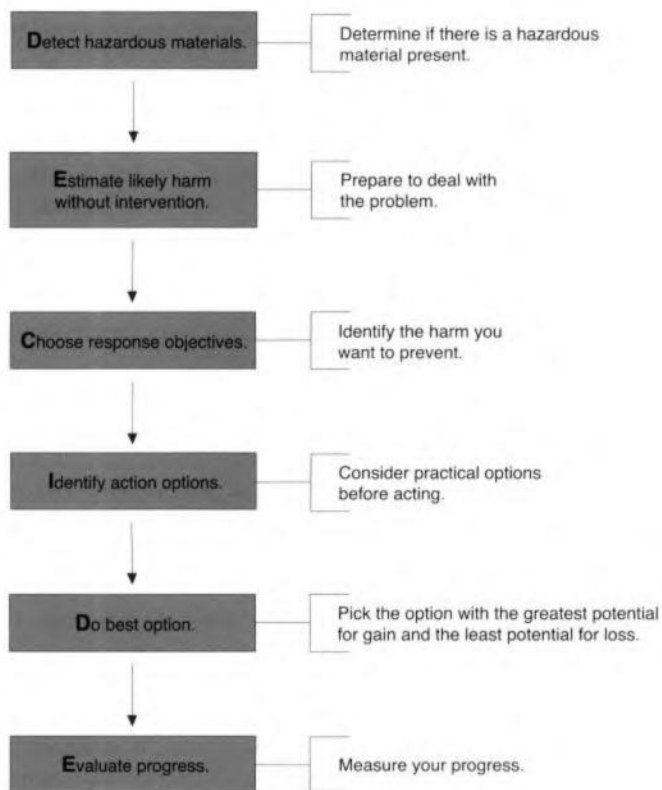 Detect hazardous materials.
Determine if there is a hazardous
material present.
Estimate likely harm
without intervention.
Prepare to deal with
the problem.
Choose response objectives.
Identify the harm you
want to prevent.
Identify action options.
Consider practical options
before acting.
Do best option.
Pick the option with the greatest potential
for gain and the least potential for loss.
Evaluate progress.
Measure your progress.